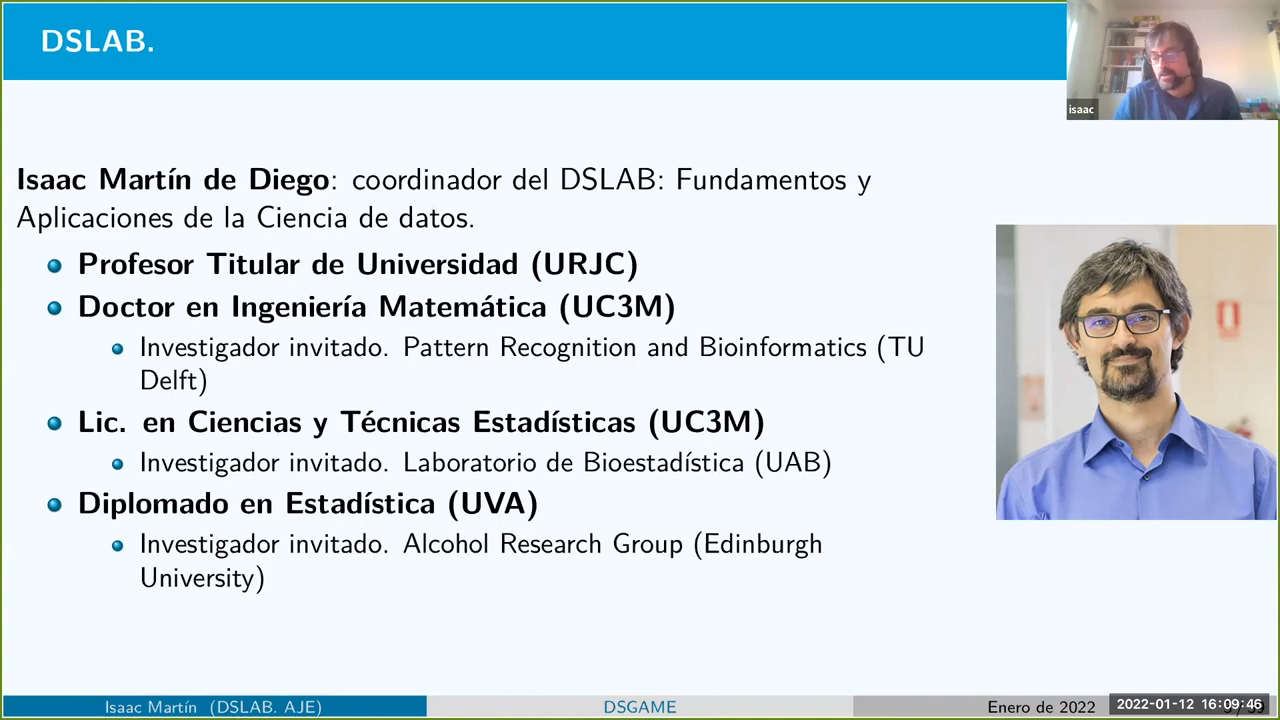 DSLAB.
isaac
Isaac Martín de Diego: coordinador del DSLAB: Fundamentos y
Aplicaciones de la Ciencia de datos.
Profesor Titular de Universidad (URJC)
Doctor en Ingeniería Matemática (UC3M)
Investigador invitado. Pattern Recognition and Bioinformatics (TU
Delft)
Lic. en Ciencias y Técnicas Estadísticas (UC3M)
Investigador invitado. Laboratorio de Bioestadística (UAB)
Diplomado en Estadística (UVA)
Investigador invitado. Alcohol Research Group (Edinburgh
University)
Isaac Martín (DSLAB. AJE)
DSGAME
Enero de 2022
2022-01-12 16:09:46